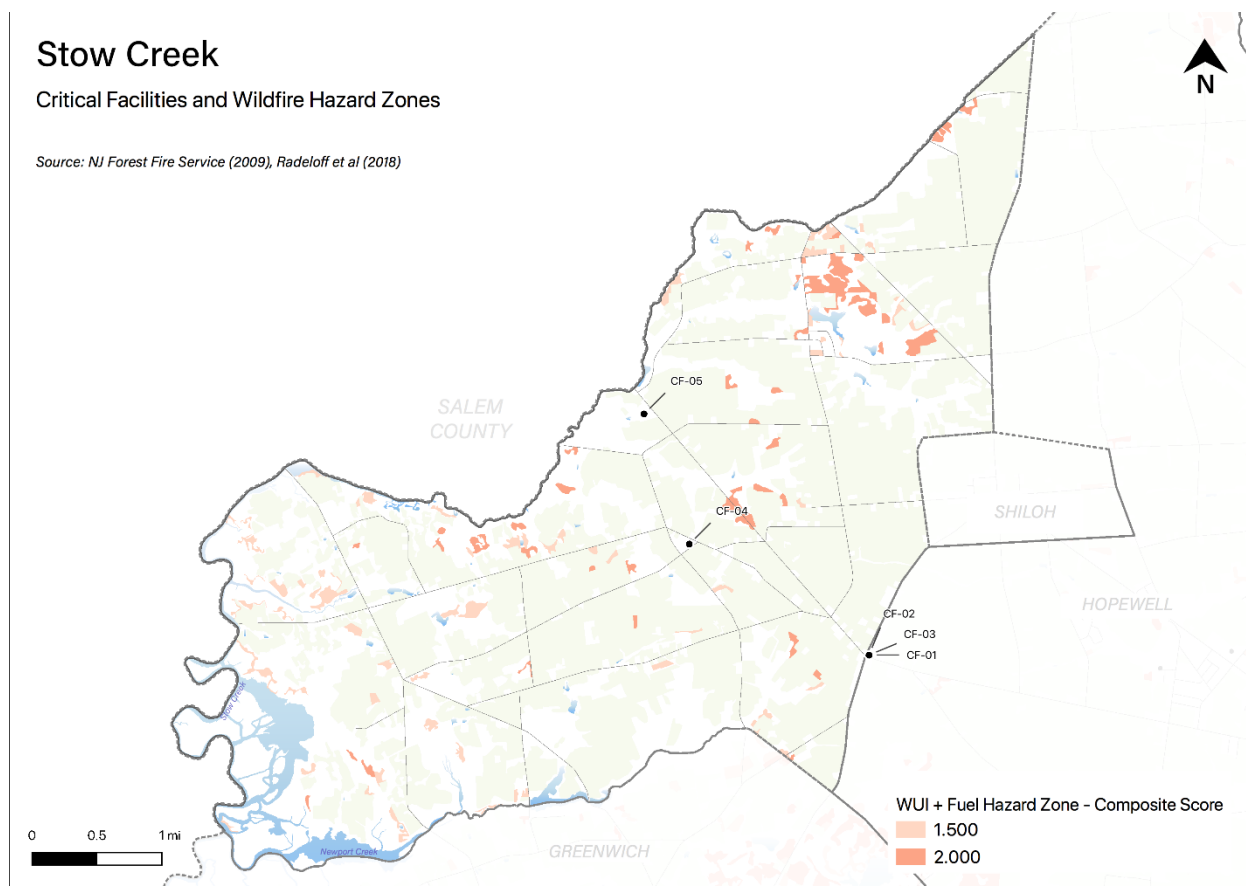 Stow Creek
Critical Facilities and Wildfire Hazard Zones
Source: NJ Forest Fire Service (2009), Radeloff et al (2018)
N
CF-05
SALEM
COUNTY
CF-04
SHILOH
HOPEWELL
CF-02
CF-03
CF-01
Stow Creek
WUI + Fuel Hazard Zone - Composite Score
1.500
2.000
0 0.5 1 mi
Newport Creek
GREENWICH